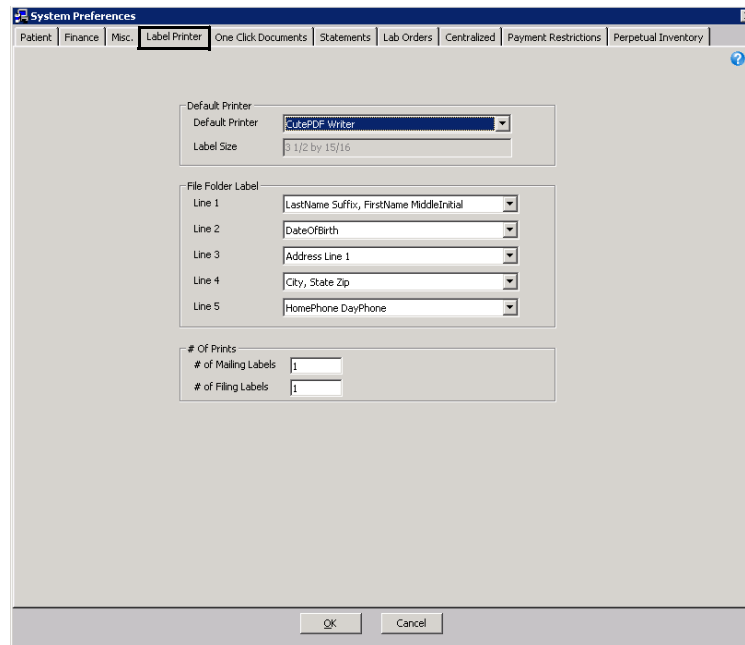 System Preferences
Patient Finance Misc. Label Printer One Click Documents Statements Lab Orders Centralized Payment Restrictions Perpetual Inventory
?
Default Printer
Default Printer CutePDF Writer
Label Size 3 1/2 by 15/16
File Folder Label
Line 1 LastName Suffix, FirstName MiddleInitial
Line 2 DateOfBirth
Line 3 Address Line 1
Line 4 City, State Zip
Line 5 HomePhone DayPhone
# Of Prints
# of Mailing Labels 1
# of Filing Labels 1
OK Cancel